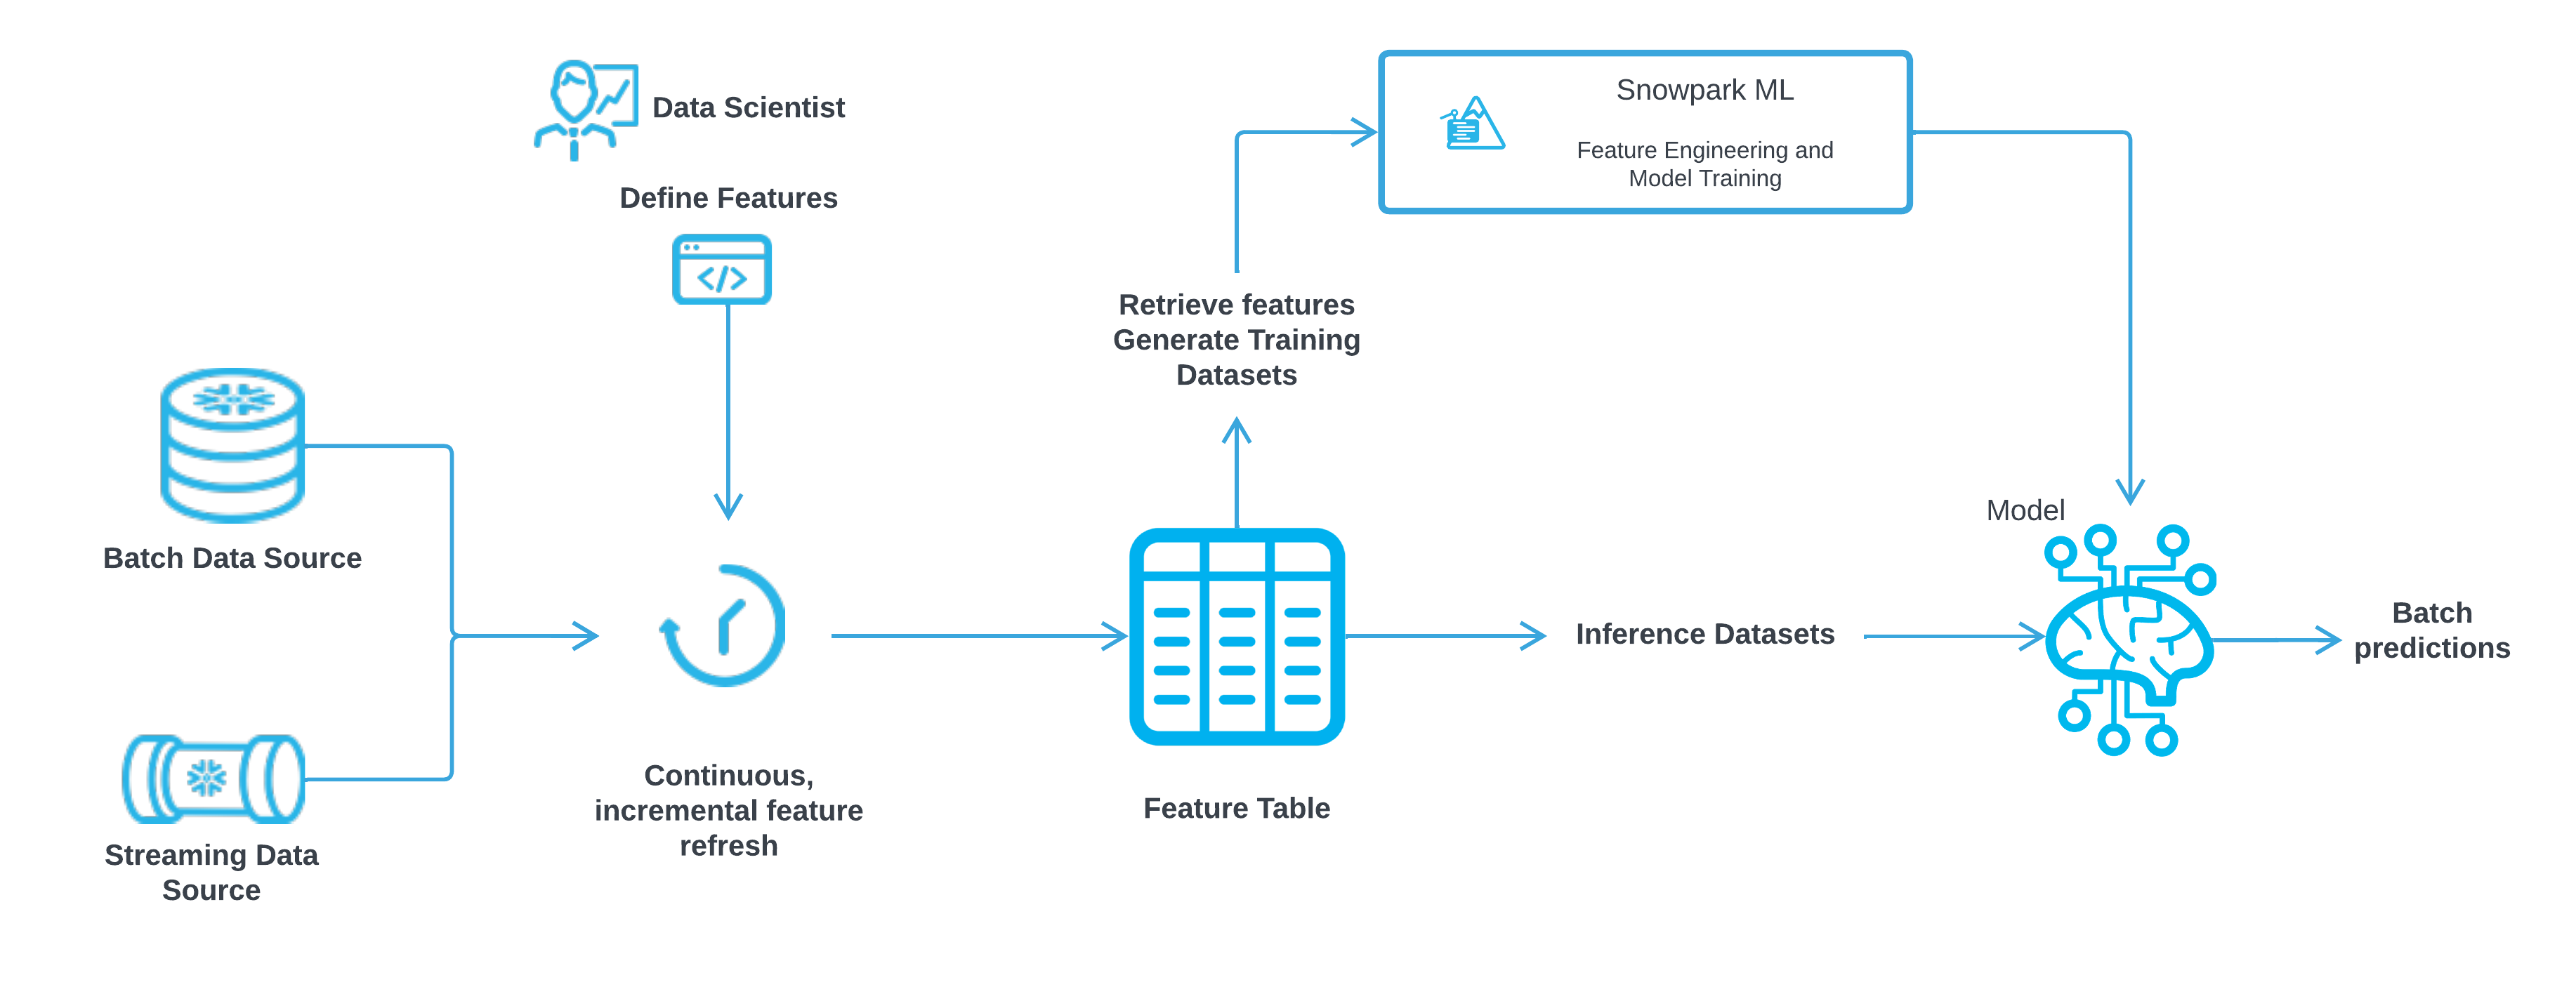 Data Scientist
Define Features
</>
Batch Data Source
Streaming Data
Source
Continuous,
incremental feature
refresh
Retrieve features
Generate Training
Datasets
Feature Table
Snowpark ML
Feature Engineering and
Model Training
Inference Datasets
Model
Batch
predictions